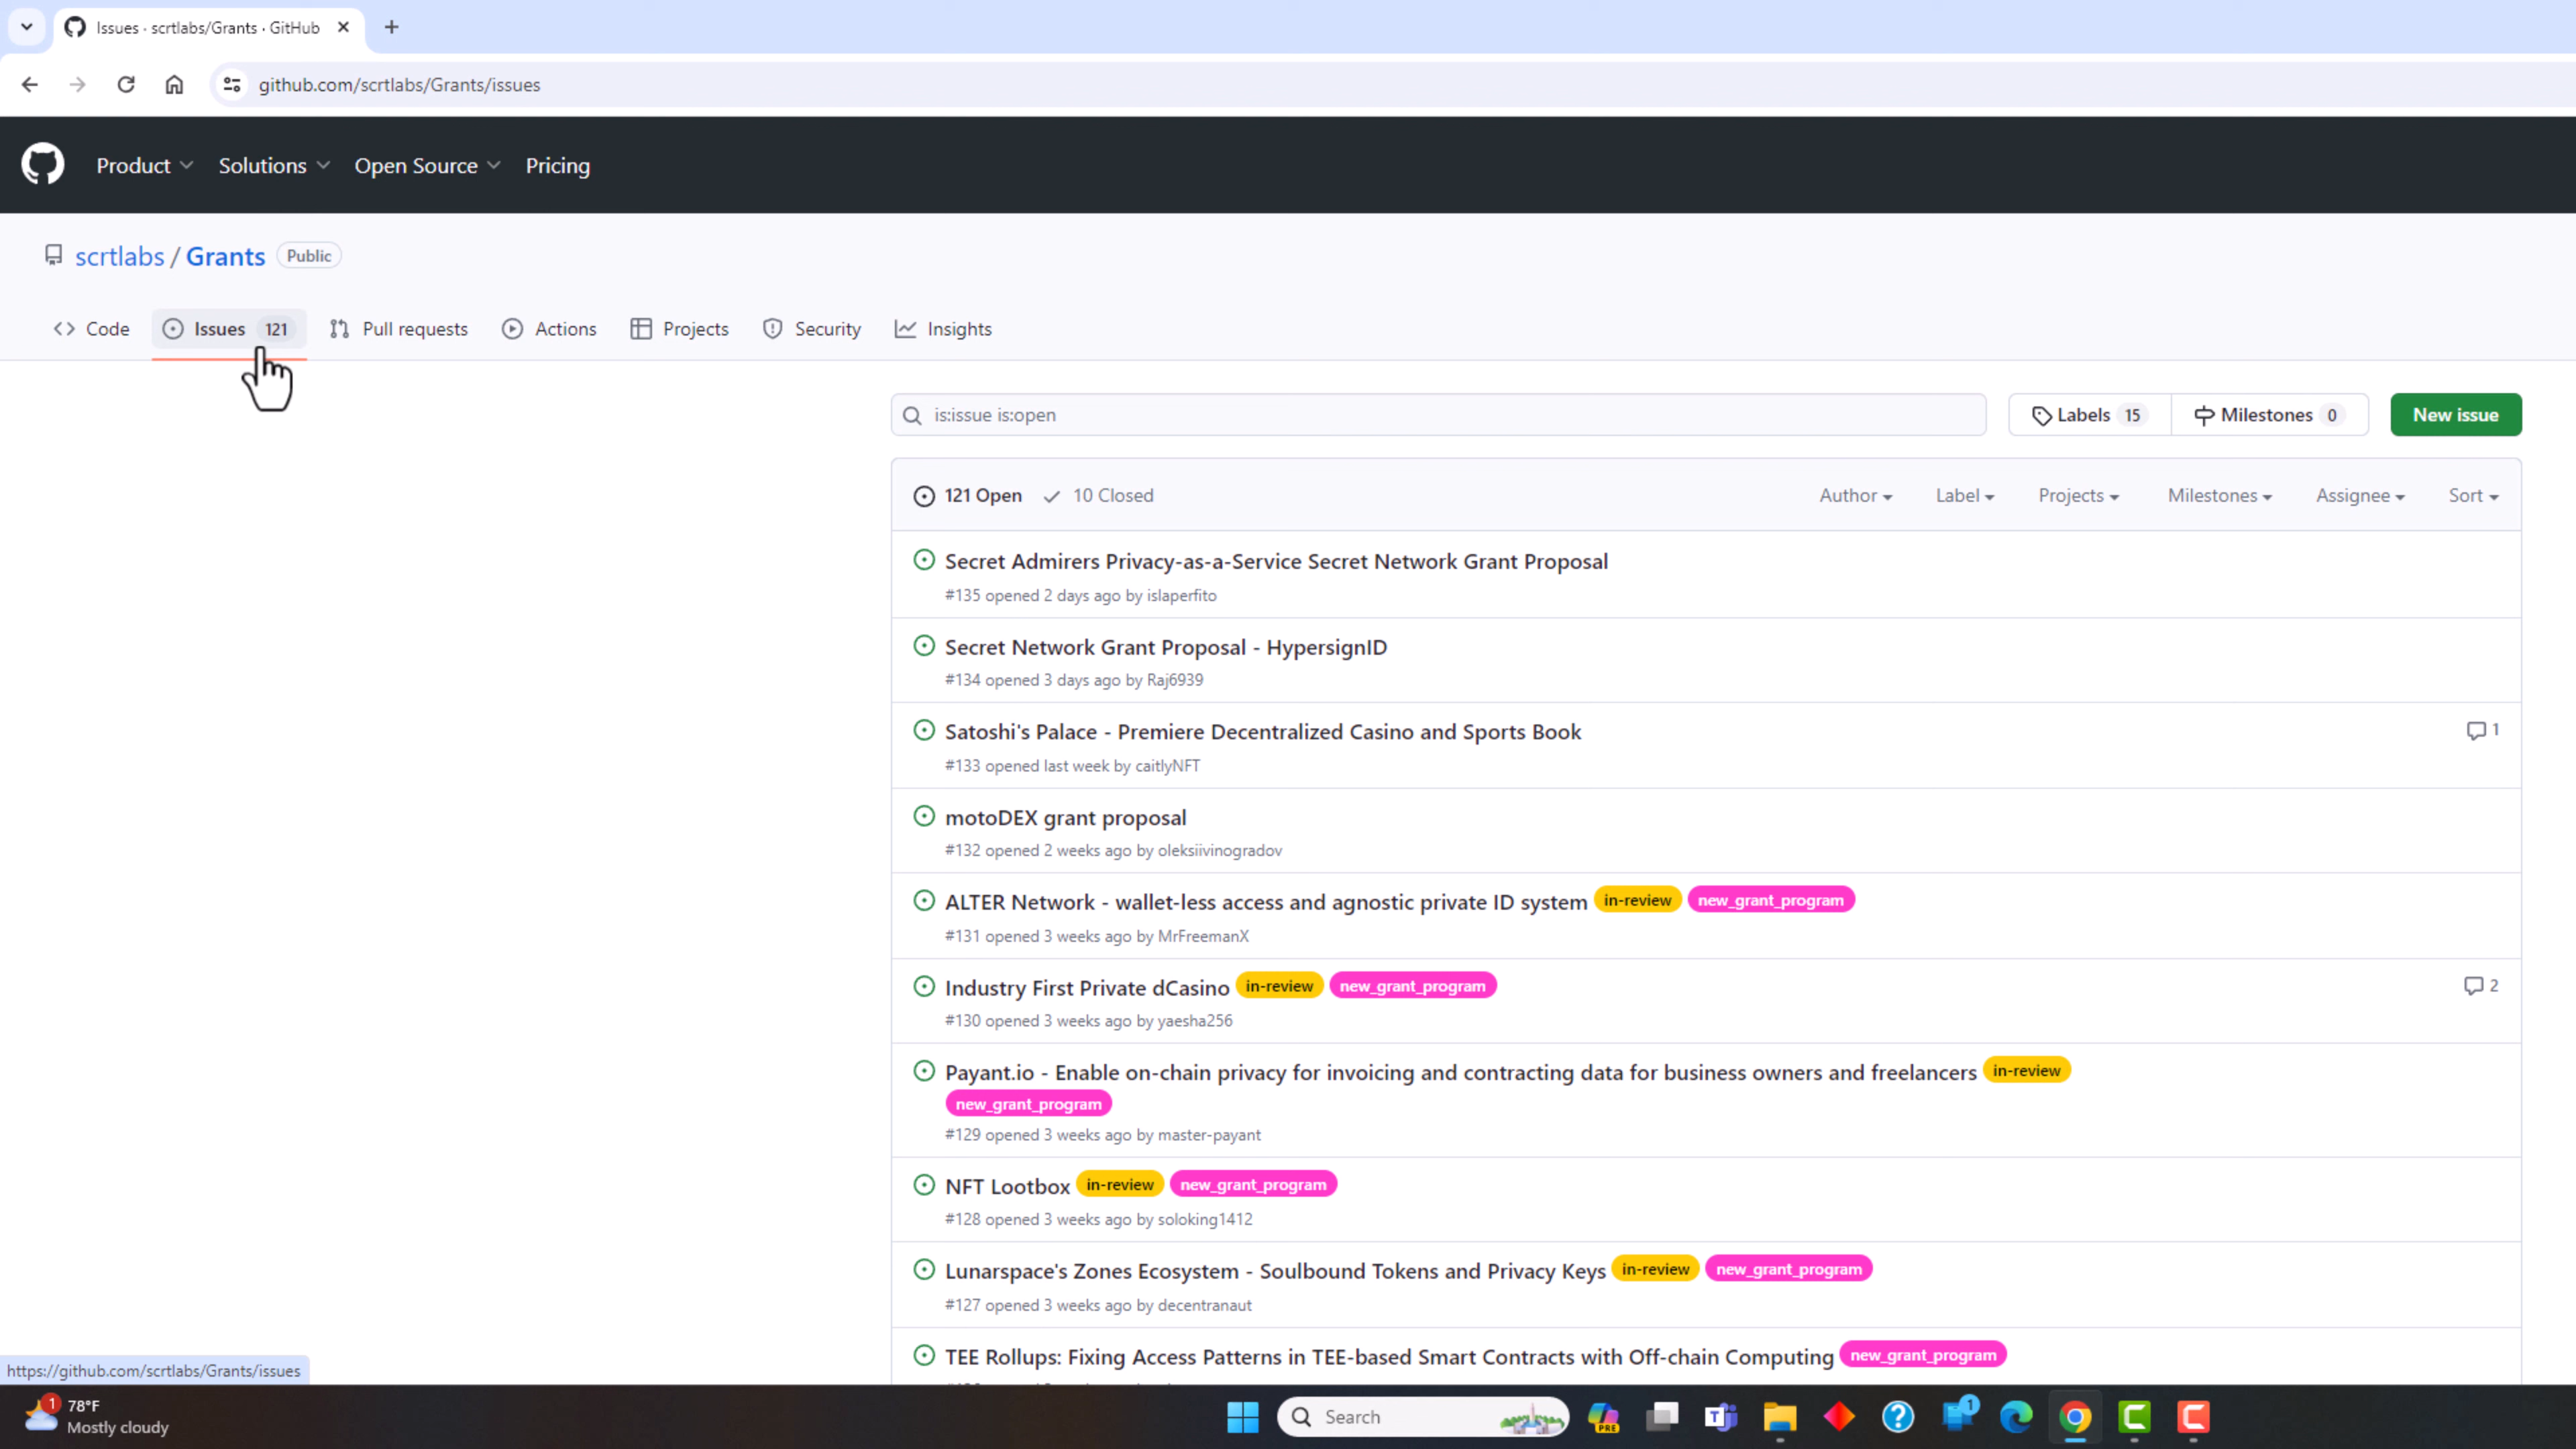 Issues · scrtlabs/Grants · GitHub
github.com/scrtlabs/Grants/issues
Product Solutions Open Source Pricing
scrtlabs / Grants Public
Code Issues 121 Pull requests Actions Projects Security Insights
is:issue is:open Labels 15 Milestones 0 New issue
121 Open 10 Closed Author Label Projects Milestones Assignee Sort
Secret Admirers Privacy-as-a-Service Secret Network Grant Proposal
#135 opened 2 days ago by islaperfito
Secret Network Grant Proposal - HypersignID
#134 opened 3 days ago by Raj6939
Satoshi's Palace - Premiere Decentralized Casino and Sports Book 1
#133 opened last week by caitlyNFT
motoDEX grant proposal
#132 opened 2 weeks ago by oleksiivinogradov
ALTER Network - wallet-less access and agnostic private ID system in-review new_grant_program
#131 opened 3 weeks ago by MrFreemanX
Industry First Private dCasino in-review new_grant_program 2
#130 opened 3 weeks ago by yaesha256
Payant.io - Enable on-chain privacy for invoicing and contracting data for business owners and freelancers in-review
new_grant_program
#129 opened 3 weeks ago by master-payant
NFT Lootbox in-review new_grant_program
#128 opened 3 weeks ago by soloking1412
Lunarspace's Zones Ecosystem - Soulbound Tokens and Privacy Keys in-review new_grant_program
#127 opened 3 weeks ago by decentranaut
TEE Rollups: Fixing Access Patterns in TEE-based Smart Contracts with Off-chain Computing new_grant_program
https://github.com/scrtlabs/Grants/issues
1 78°F
Mostly cloudy
Search PRE T 1